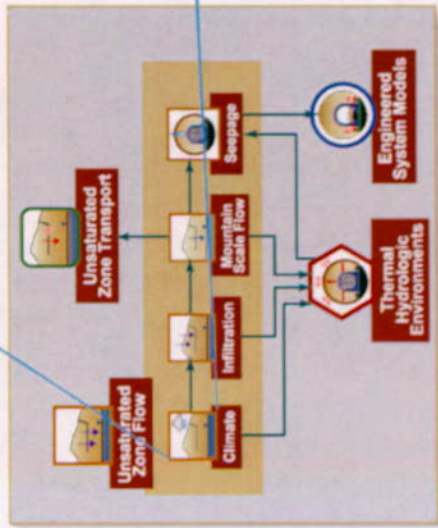 Unsaturated
Zone Flow
Unsaturated
Zone Transport
Climate
Infiltration
Mountain
Scale Flow
Seepage
Thermal
Hydrologic
Environments
Engineered
System Models